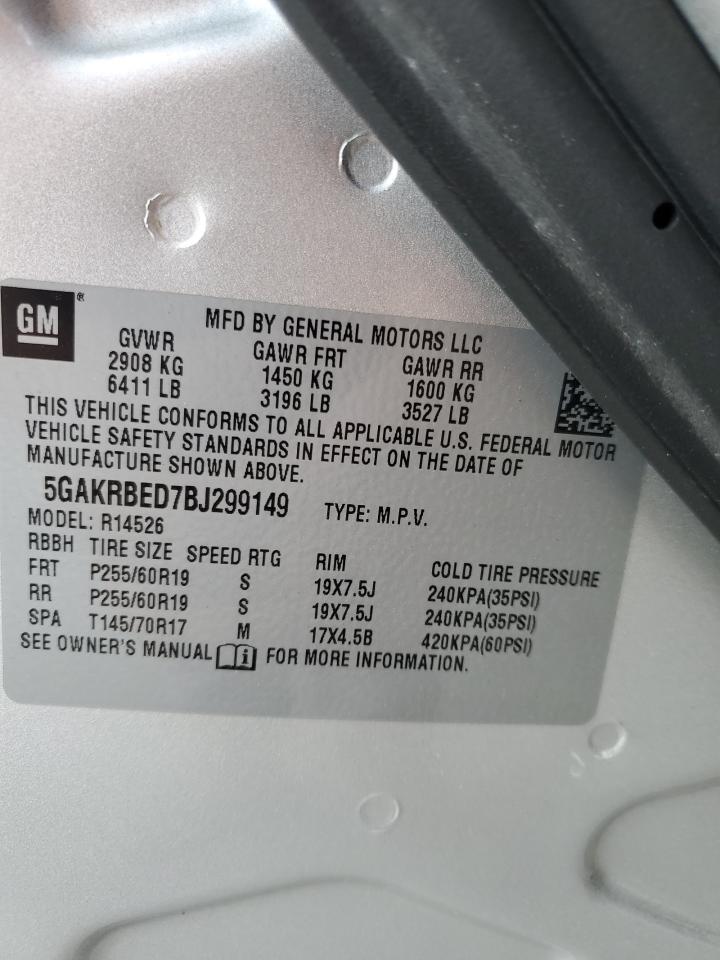 GM®
MFD BY GENERAL MOTORS LLC
GVWR GAWR FRT GAWR RR
2908 KG 1450 KG 1600 KG
6411 LB 3196 LB 3527 LB
THIS VEHICLE CONFORMS TO ALL APPLICABLE U.S. FEDERAL MOTOR
VEHICLE SAFETY STANDARDS IN EFFECT ON THE DATE OF
MANUFACTURE SHOWN ABOVE.
5GAKRBED7BJ299149 TYPE: M.P.V.
MODEL: R14526
RBBH TIRE SIZE SPEED RTG RIM COLD TIRE PRESSURE
FRT P255/60R19 S 19X7.5J 240KPA(35PSI)
RR P255/60R19 S 19X7.5J 240KPA(35PSI)
SPA T145/70R17 M 17X4.5B 420KPA(60PSI)
SEE OWNER'S MANUAL i FOR MORE INFORMATION.